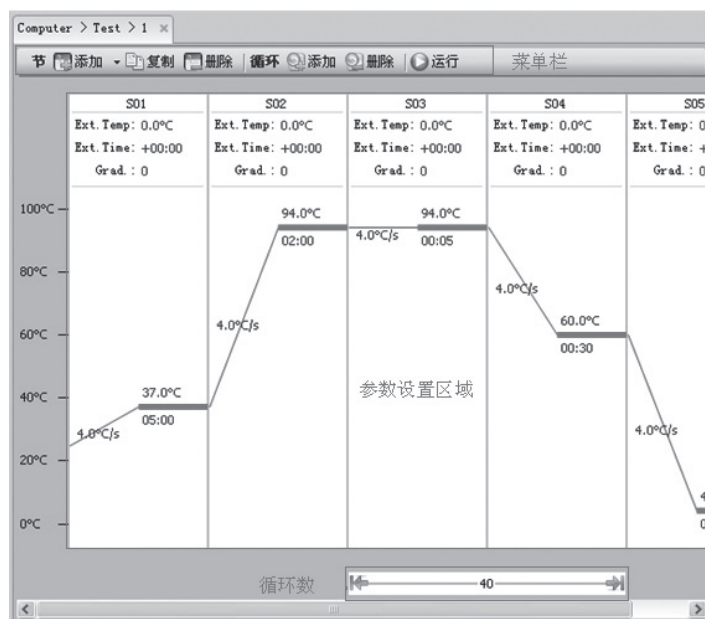 Computer > Test > 1
节 添加 复制 删除 循环 添加 删除 运行 菜单栏
S01 S02 S03 S04 S05
Ext. Temp: 0.0°C Ext. Temp: 0.0°C Ext. Temp: 0.0°C Ext. Temp: 0.0°C Ext. Temp: 0
Ext. Time: +00:00 Ext. Time: +00:00 Ext. Time: +00:00 Ext. Time: +00:00 Ext. Time: +
Grad. : 0 Grad. : 0 Grad. : 0 Grad. : 0 Grad.
100°C 94.0°C 94.0°C
02:00 4.0°C/s 00:05
80°C
4.0°C/s
4.0°C/s 60.0°C
60°C 00:30
40°C 37.0°C 参数设置区域
05:00
4.0°C/s 4.0°C/s
20°C
4
0°C 0
循环数 40